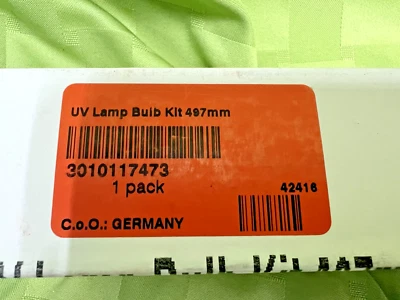 UV Lamp Bulb Kit 497mm
3010117473
1 pack
42416
C.o.O.: GERMANY